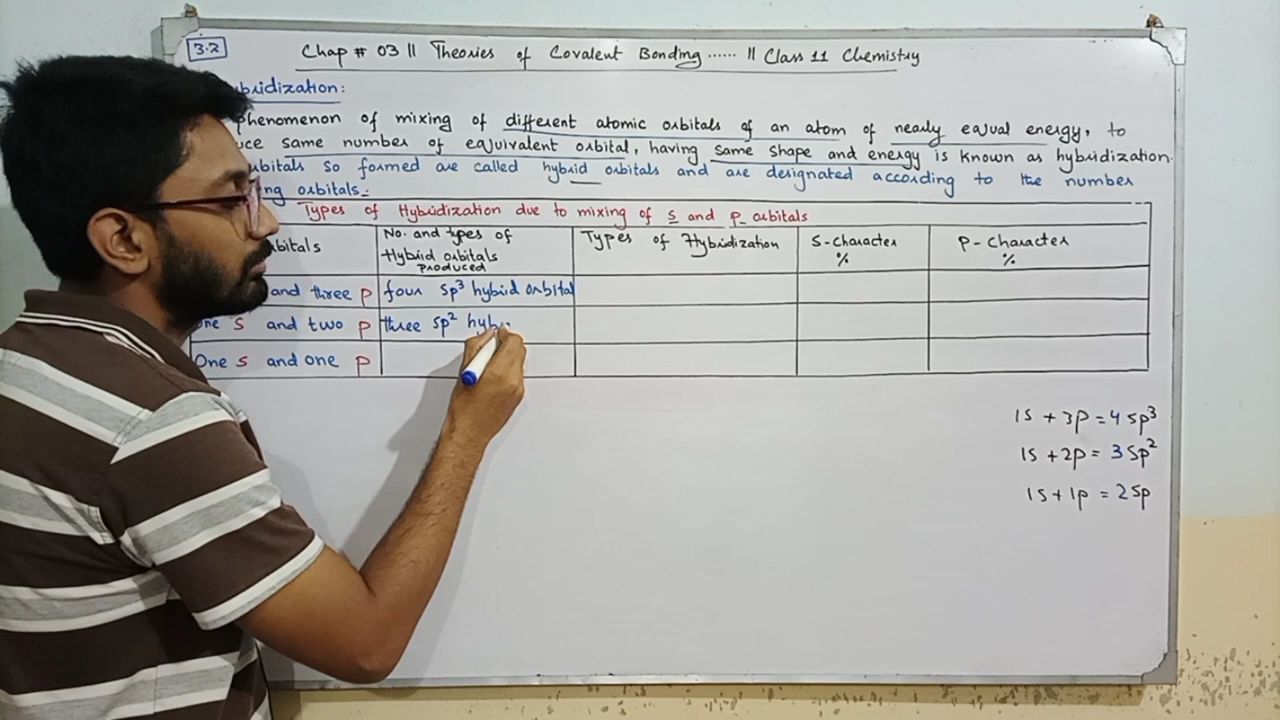 3.2
Chap # 03 || Theories of Covalent Bonding ...... || Class 11 Chemistry
bridization:
phenomenon of mixing of different atomic orbitals of an atom of nearly equal energy, to
uce same number of equivalent orbital, having same shape and energy is known as hybridization.
bitals so formed are called hybrid orbitals and are designated according to the number
ing orbitals.
Types of Hybridization due to mixing of s and p orbitals
bitals
No. and types of Hybrid orbitals produced
Types of Hybridization
S-Character %
P-Character %
and three p
four sp³ hybrid orbital
One s and two p
three sp² hyb
One s and one p
1s + 3p = 4 sp³
1s + 2p = 3 sp²
1s + 1p = 2 sp